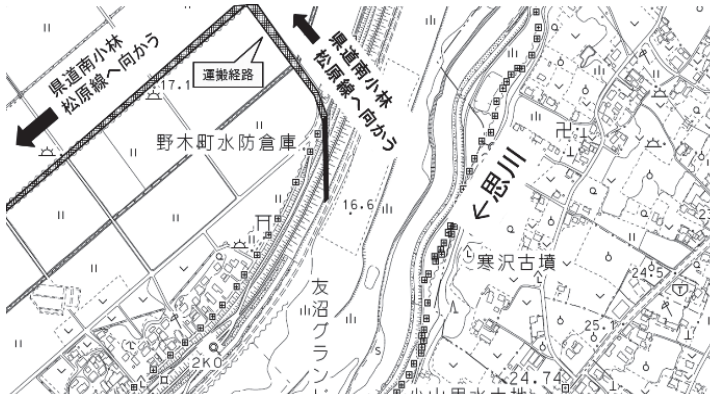 県道南小林
松原線へ向かう
運搬経路
県道南小林
松原線へ向かう
17.1
野木町水防倉庫
16.6
←思川
寒沢古墳
24.5
友沼グランド
25.1
2K0
24.74